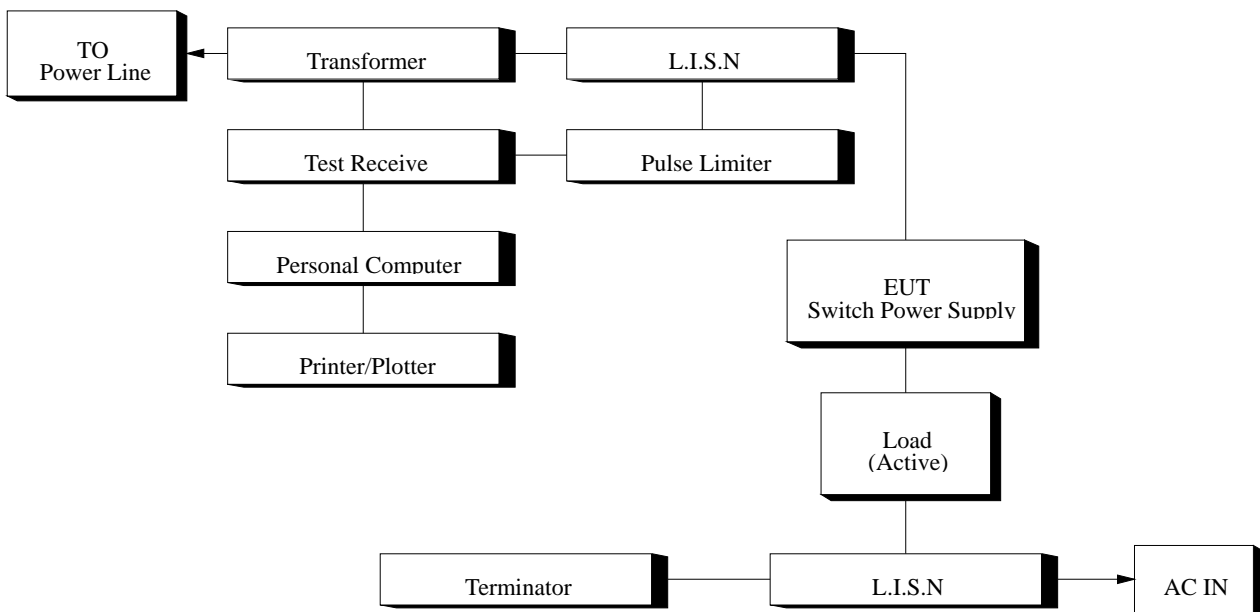 TO
Power Line
Transformer
L.I.S.N
Test Receive
Pulse Limiter
Personal Computer
EUT
Switch Power Supply
Printer/Plotter
Load
(Active)
Terminator
L.I.S.N
AC IN